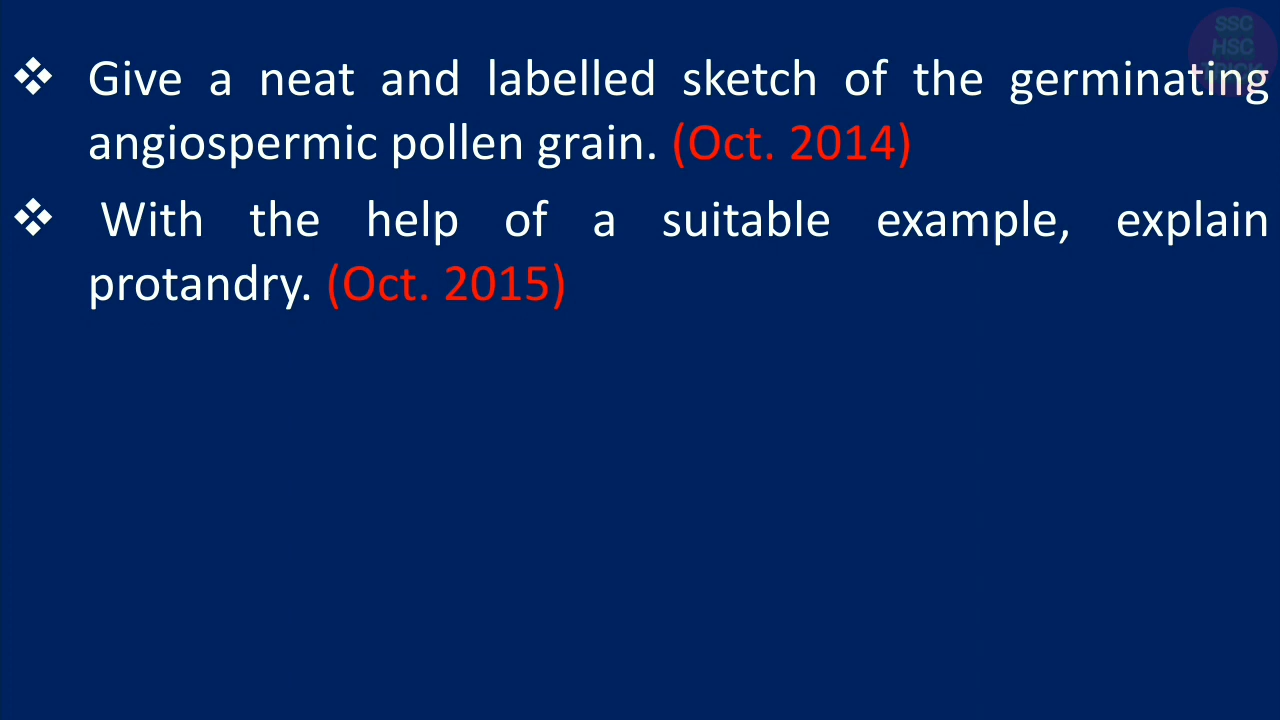 SSC
HSC
TRICK
❖ Give a neat and labelled sketch of the germinating
angiospermic pollen grain. (Oct. 2014)
❖ With the help of a suitable example, explain
protandry. (Oct. 2015)